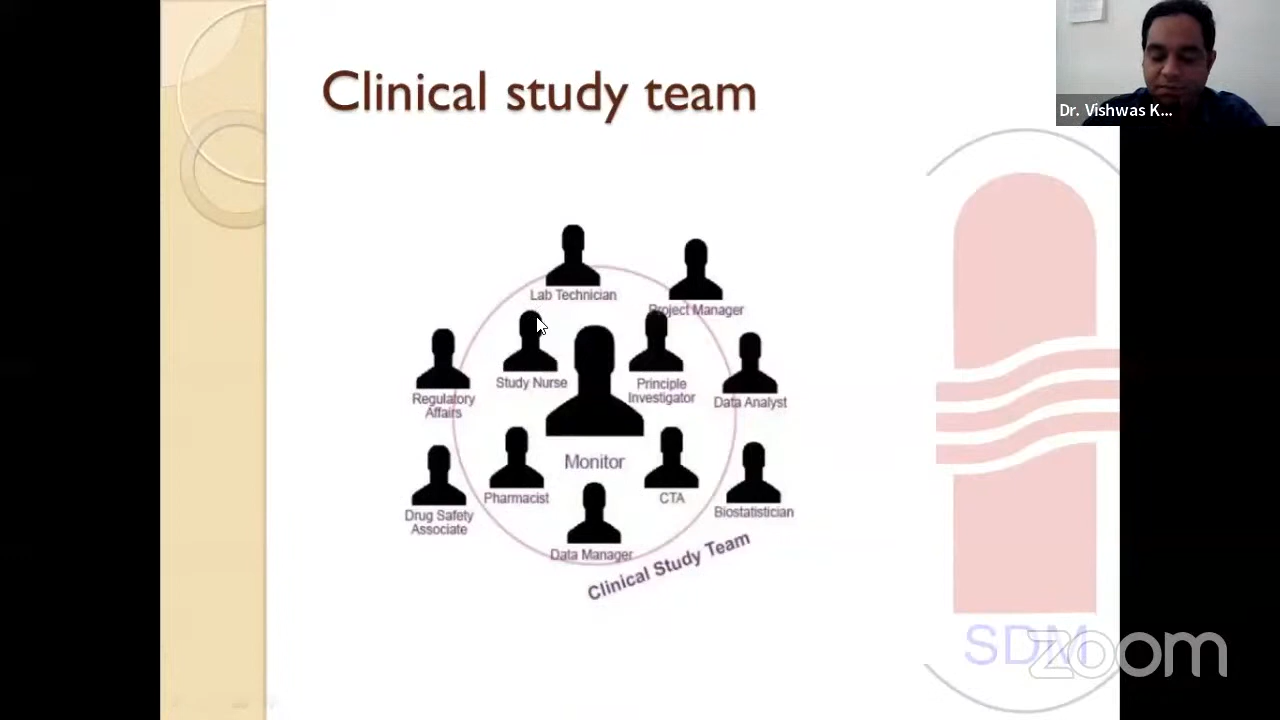 Clinical study team
Dr. Vishwas K...
Lab Technician
Project Manager
Study Nurse
Principle
Investigator
Regulatory
Affairs
Data Analyst
Monitor
Pharmacist
CTA
Drug Safety
Associate
Biostatistician
Data Manager
Clinical Study Team
SDM
zoom